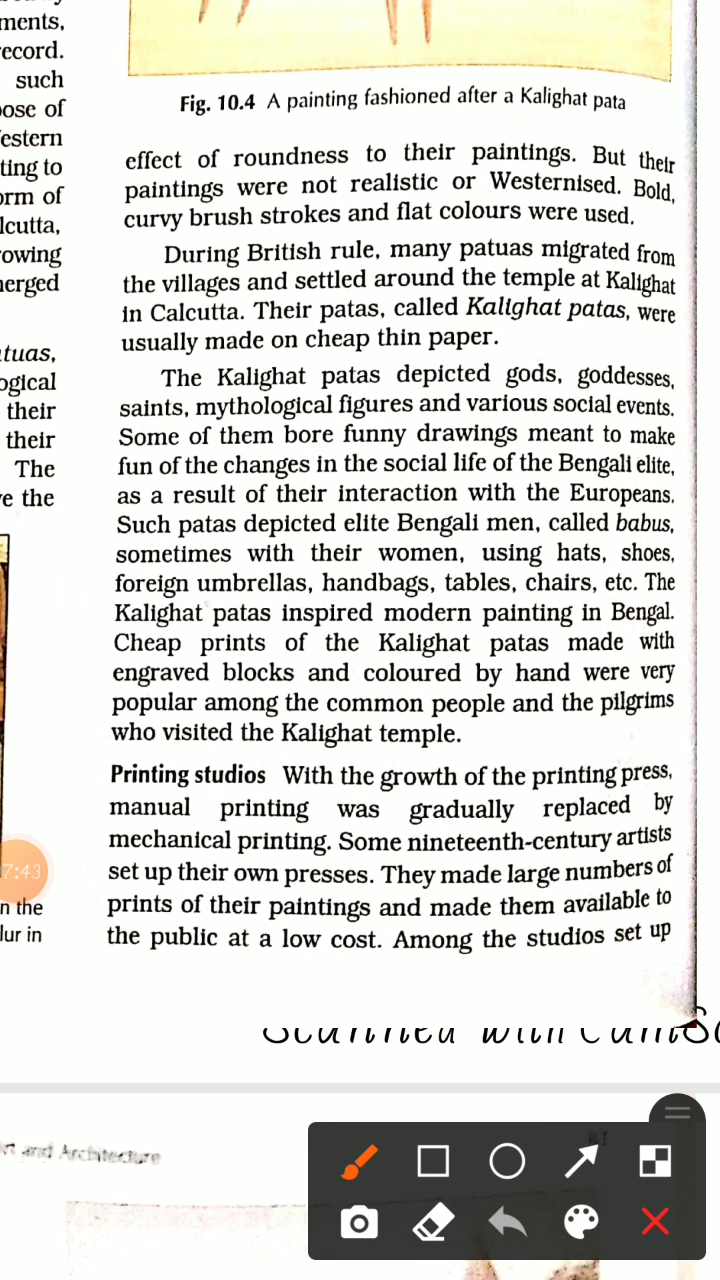 ments,
ecord.
such
ose of
estern
ting to
orm of
lcutta,
owing
erged
tuas,
ogical
their
their
The
e the
7:43
n the
lur in
Fig. 10.4 A painting fashioned after a Kalighat pata
effect of roundness to their paintings. But their
paintings were not realistic or Westernised. Bold,
curvy brush strokes and flat colours were used.
During British rule, many patuas migrated from
the villages and settled around the temple at Kalighat
in Calcutta. Their patas, called Kalighat patas, were
usually made on cheap thin paper.
The Kalighat patas depicted gods, goddesses,
saints, mythological figures and various social events.
Some of them bore funny drawings meant to make
fun of the changes in the social life of the Bengali elite,
as a result of their interaction with the Europeans.
Such patas depicted elite Bengali men, called babus,
sometimes with their women, using hats, shoes,
foreign umbrellas, handbags, tables, chairs, etc. The
Kalighat patas inspired modern painting in Bengal.
Cheap prints of the Kalighat patas made with
engraved blocks and coloured by hand were very
popular among the common people and the pilgrims
who visited the Kalighat temple.
Printing studios With the growth of the printing press,
manual printing was gradually replaced by
mechanical printing. Some nineteenth-century artists
set up their own presses. They made large numbers of
prints of their paintings and made them available to
the public at a low cost. Among the studios set up
Scanned with CamSc
rt and Architecture